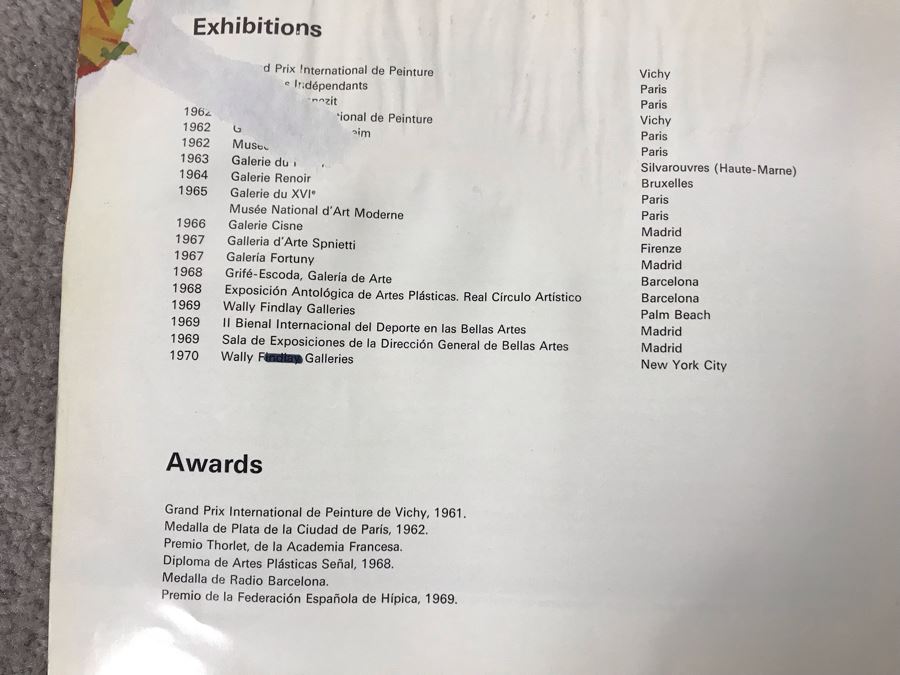 Exhibitions
Prix International de Peinture Vichy
Indépendants Paris
Paris
1962 de Peinture Vichy
1962 Paris
1962 Paris
1963 Galerie du Silvarouvres (Haute-Marne)
1964 Galerie Renoir Bruxelles
1965 Galerie du XVIe Paris
Musée National d'Art Moderne Paris
1966 Galerie Cisne Madrid
1967 Galleria d'Arte Spnietti Firenze
1967 Galería Fortuny Madrid
1968 Grifé-Escoda, Galería de Arte Barcelona
1968 Exposición Antológica de Artes Plásticas. Real Círculo Artístico Barcelona
1969 Wally Findlay Galleries Palm Beach
1969 II Bienal Internacional del Deporte en las Bellas Artes Madrid
1969 Sala de Exposiciones de la Dirección General de Bellas Artes Madrid
1970 Wally Findlay Galleries New York City
Awards
Grand Prix International de Peinture de Vichy, 1961.
Medalla de Plata de la Ciudad de París, 1962.
Premio Thorlet, de la Academia Francesa.
Diploma de Artes Plásticas Señal, 1968.
Medalla de Radio Barcelona.
Premio de la Federación Española de Hípica, 1969.